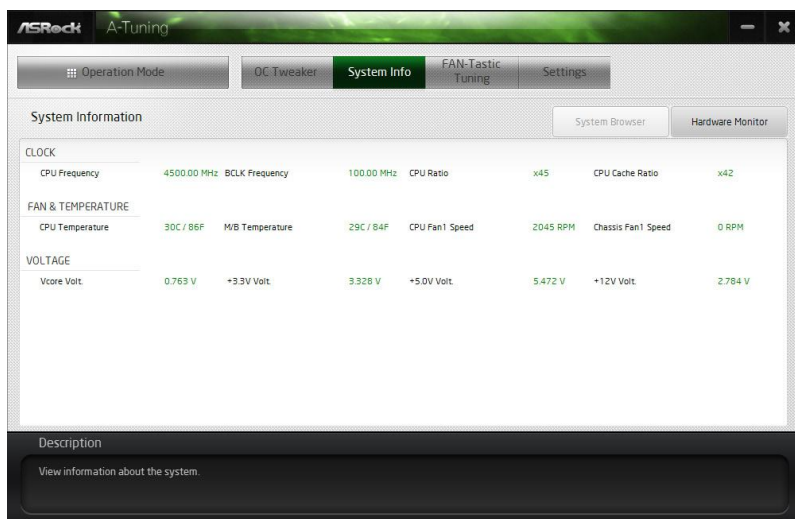 ASRock A-Tuning
Operation Mode OC Tweaker System Info FAN-Tastic Tuning Settings
System Information System Browser Hardware Monitor
CLOCK
CPU Frequency 4500.00 MHz BCLK Frequency 100.00 MHz CPU Ratio x45 CPU Cache Ratio x42
FAN & TEMPERATURE
CPU Temperature 30C / 86F M/B Temperature 29C / 84F CPU Fan1 Speed 2045 RPM Chassis Fan1 Speed 0 RPM
VOLTAGE
Vcore Volt. 0.763 V +3.3V Volt. 3.328 V +5.0V Volt. 5.472 V +12V Volt. 2.784 V
Description
View information about the system.